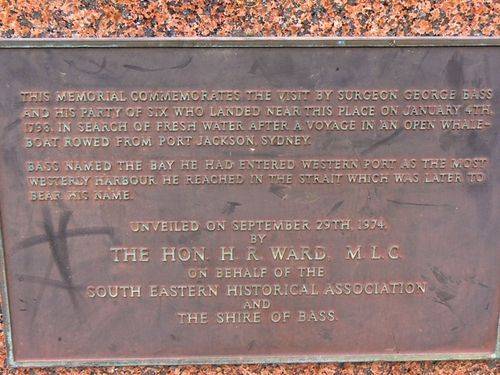 THIS MEMORIAL COMMEMORATES THE VISIT BY SURGEON GEORGE BASS
AND HIS PARTY OF SIX WHO LANDED NEAR THIS PLACE ON JANUARY 4TH.
1798, IN SEARCH OF FRESH WATER AFTER A VOYAGE IN AN OPEN WHALE-
BOAT ROWED FROM PORT JACKSON, SYDNEY.
BASS NAMED THE BAY HE HAD ENTERED WESTERN PORT AS THE MOST
WESTERLY HARBOUR HE REACHED IN THE STRAIT WHICH WAS LATER TO
BEAR HIS NAME.
UNVEILED ON SEPTEMBER 29TH, 1974,
BY
THE HON. H. R. WARD, M.L.C.
ON BEHALF OF THE
SOUTH EASTERN HISTORICAL ASSOCIATION
AND
THE SHIRE OF BASS.